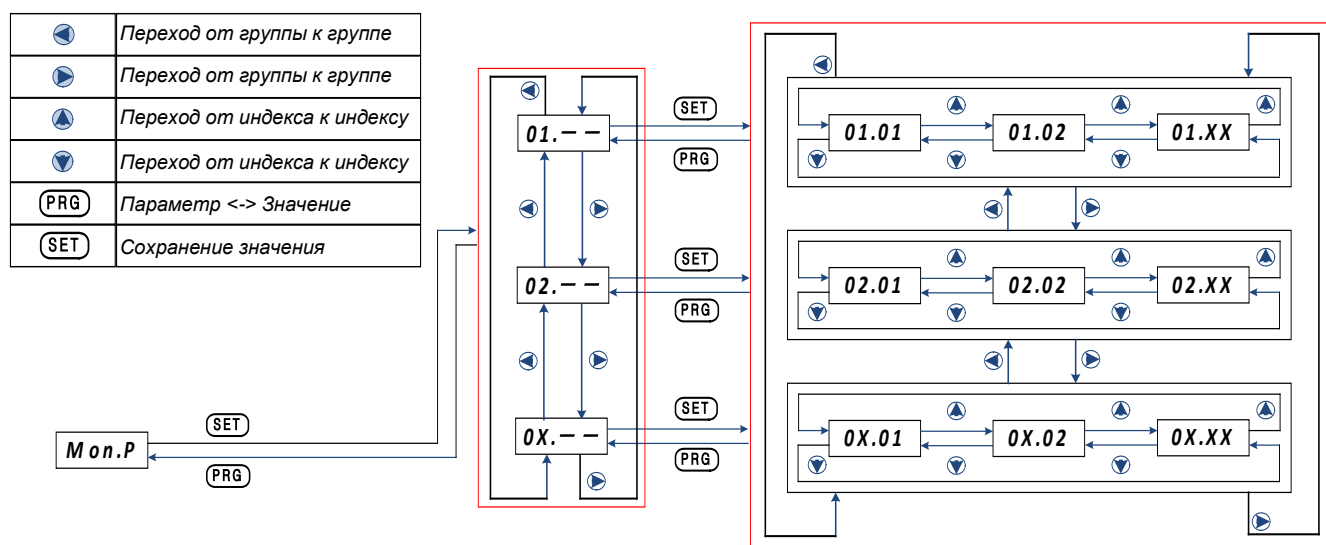 Переход от группы к группе
Переход от группы к группе
Переход от индекса к индексу
Переход от индекса к индексу
PRG Параметр <-> Значение
SET Сохранение значения
Mon.P
SET
PRG
01.--
SET
PRG
02.--
SET
PRG
0X.--
SET
PRG
01.01 01.02 01.XX
02.01 02.02 02.XX
0X.01 0X.02 0X.XX